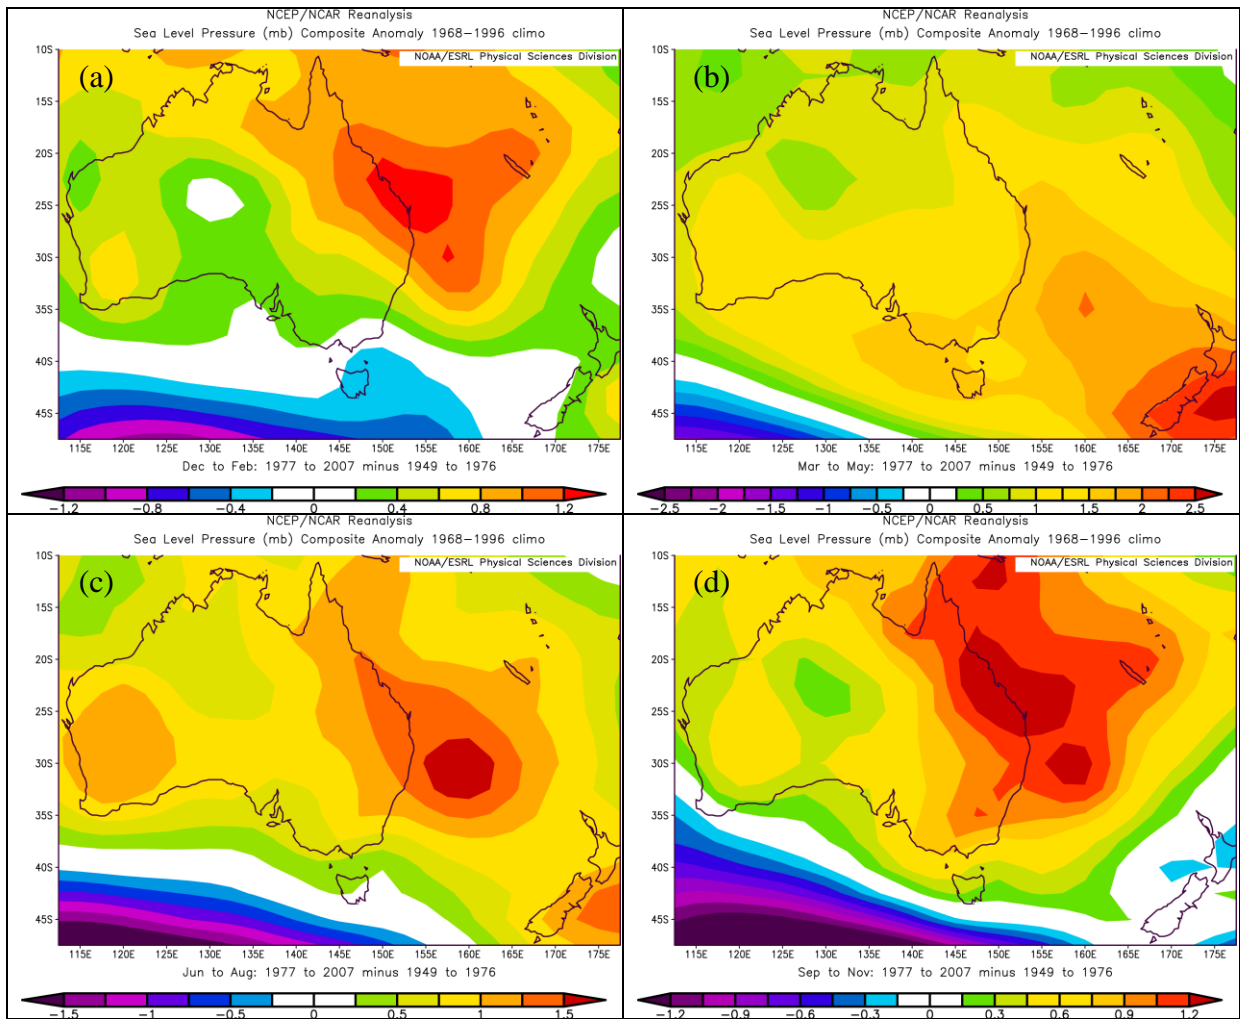 NCEP/NCAR Reanalysis
Sea Level Pressure (mb) Composite Anomaly 1968−1996 climo
NOAA/ESRL Physical Sciences Division
(a)
10S
15S
20S
25S
30S
35S
40S
45S
115E 120E 125E 130E 135E 140E 145E 150E 155E 160E 165E 170E 175E
Dec to Feb: 1977 to 2007 minus 1949 to 1976
−1.2 −0.8 −0.4 0 0.4 0.8 1.2
NCEP/NCAR Reanalysis
Sea Level Pressure (mb) Composite Anomaly 1968−1996 climo
NOAA/ESRL Physical Sciences Division
(b)
10S
15S
20S
25S
30S
35S
40S
45S
115E 120E 125E 130E 135E 140E 145E 150E 155E 160E 165E 170E 175E
Mar to May: 1977 to 2007 minus 1949 to 1976
−2.5 −2 −1.5 −1 −0.5 0 0.5 1 1.5 2 2.5
NCEP/NCAR Reanalysis
Sea Level Pressure (mb) Composite Anomaly 1968−1996 climo
NOAA/ESRL Physical Sciences Division
(c)
10S
15S
20S
25S
30S
35S
40S
45S
115E 120E 125E 130E 135E 140E 145E 150E 155E 160E 165E 170E 175E
Jun to Aug: 1977 to 2007 minus 1949 to 1976
−1.5 −1 −0.5 0 0.5 1 1.5
NCEP/NCAR Reanalysis
Sea Level Pressure (mb) Composite Anomaly 1968−1996 climo
NOAA/ESRL Physical Sciences Division
(d)
10S
15S
20S
25S
30S
35S
40S
45S
115E 120E 125E 130E 135E 140E 145E 150E 155E 160E 165E 170E 175E
Sep to Nov: 1977 to 2007 minus 1949 to 1976
−1.2 −0.9 −0.6 −0.3 0 0.3 0.6 0.9 1.2